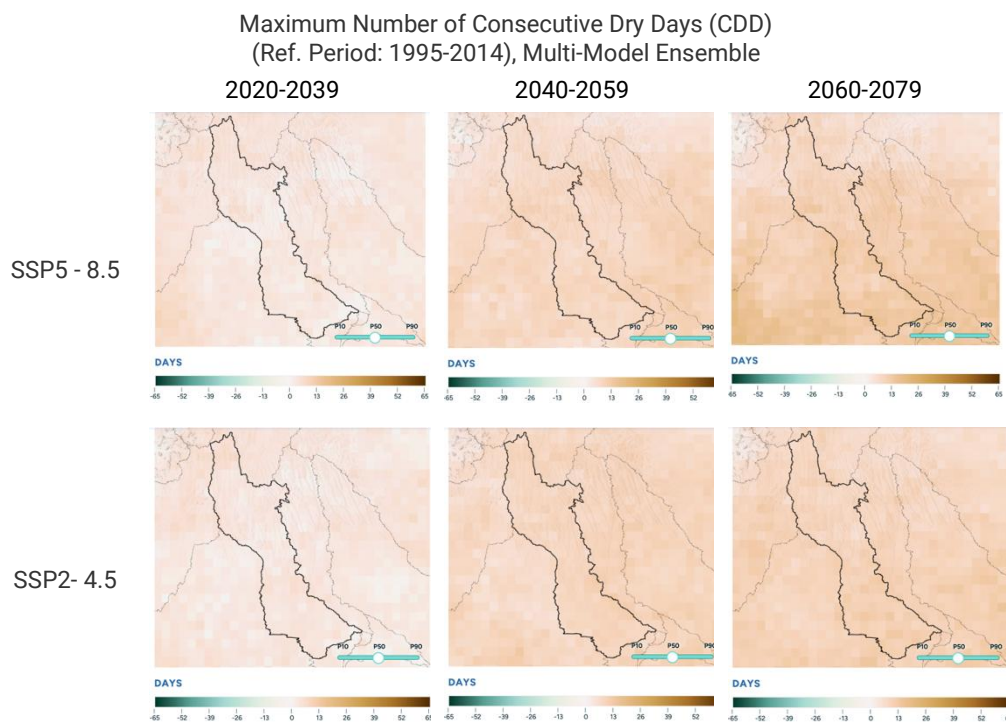 Maximum Number of Consecutive Dry Days (CDD)
(Ref. Period: 1995-2014), Multi-Model Ensemble
2020-2039
2040-2059
2060-2079
SSP5 - 8.5
P10 P50 P90
P10 P50 P90
P10 P50 P90
DAYS
DAYS
DAYS
-65 -52 -39 -26 -13 0 13 26 39 52 65
-65 -52 -39 -26 -13 0 13 26 39 52
-65 -52 -39 -26 -13 0 13 26 39 52 65
SSP2- 4.5
P10 P50 P90
P10 P50 P90
P10 P50 P90
DAYS
DAYS
DAYS
-65 -52 -39 -26 -13 0 13 26 39 52 65
-65 -52 -39 -26 -13 0 13 26 39 52
-65 -52 -39 -26 -13 0 13 26 39 52